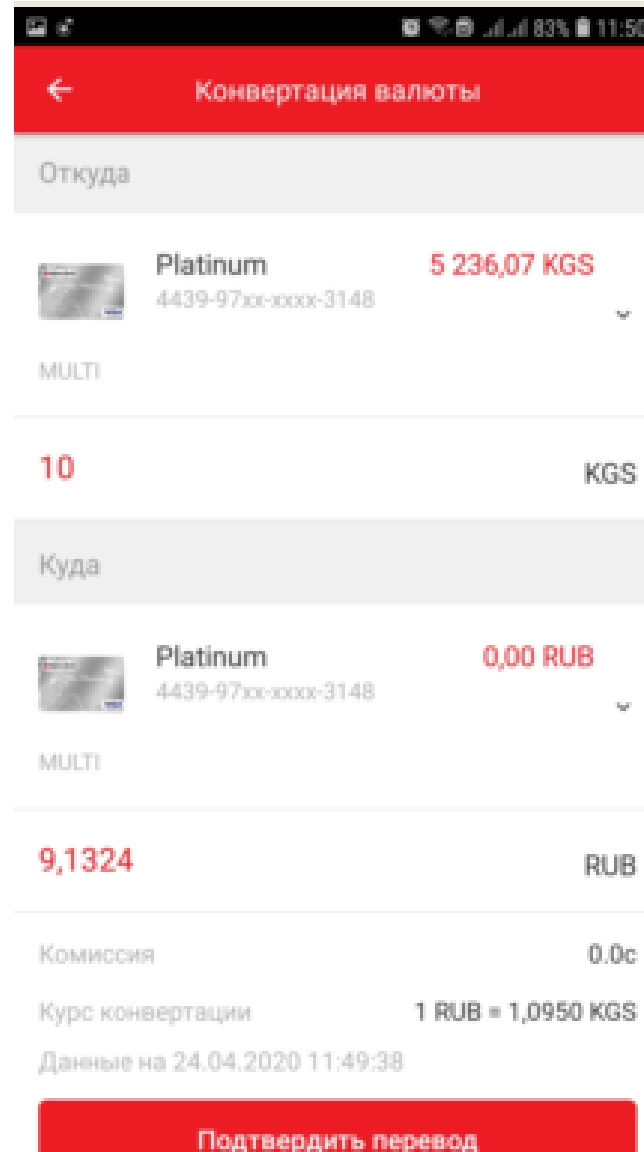 83% 11:50
Конвертация валюты
Откуда
Platinum 5 236,07 KGS
4439-97xx-xxxx-3148
MULTI
10 KGS
Куда
Platinum 0,00 RUB
4439-97xx-xxxx-3148
MULTI
9,1324 RUB
Комиссия 0.0с
Курс конвертации 1 RUB = 1,0950 KGS
Данные на 24.04.2020 11:49:38
Подтвердить перевод